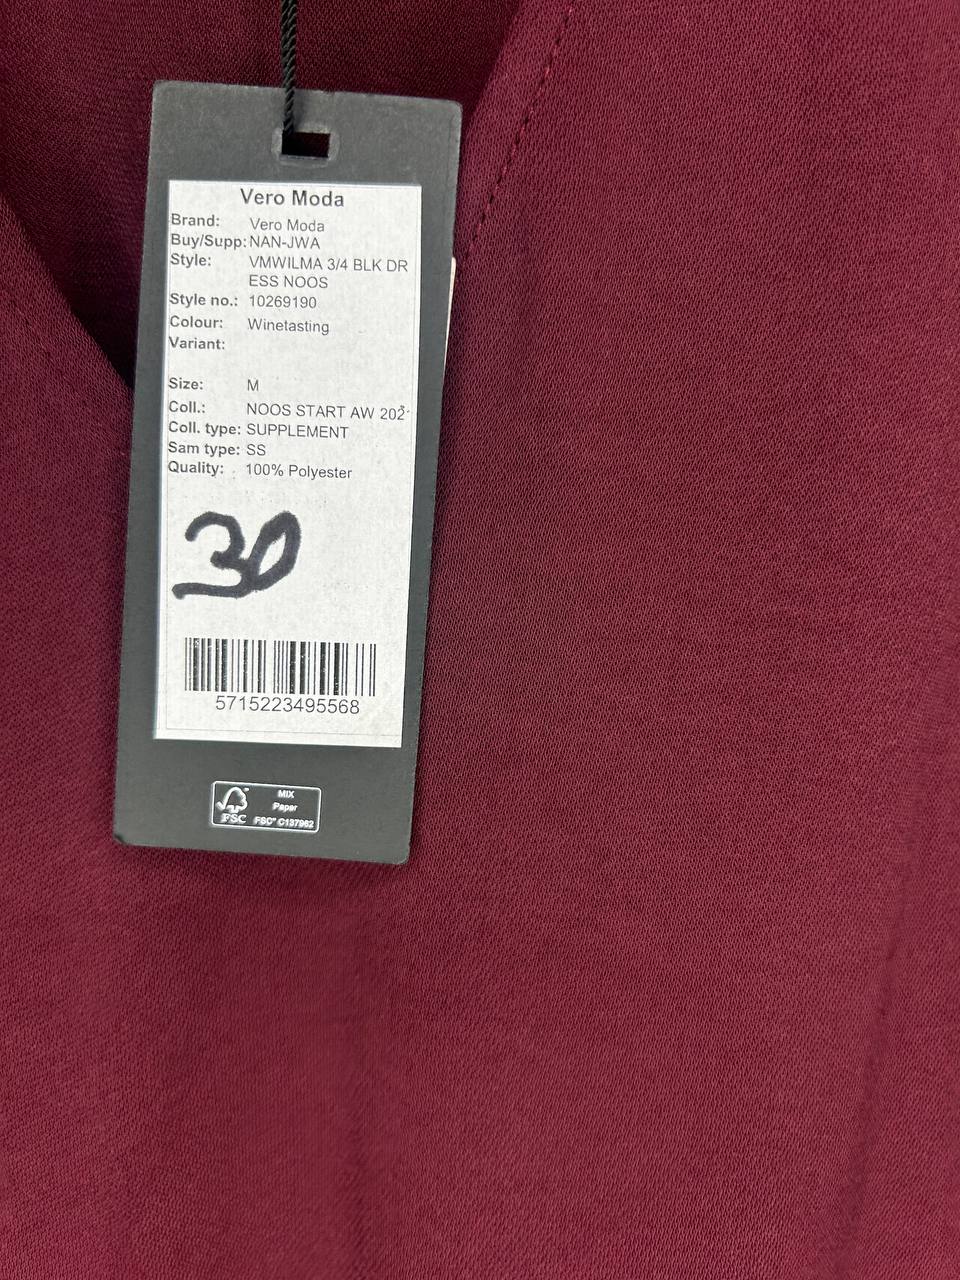 Vero Moda
Brand: Vero Moda
Buy/Supp: NAN-JWA
Style: VMWILMA 3/4 BLK DR
ESS NOOS
Style no.: 10269190
Colour: Winetasting
Variant:
Size: M
Coll.: NOOS START AW
Coll. type: SUPPLEMENT
Sam type: SS
Quality: 100% Polyester
30
5715223495568
MIX
Paper
FSC FSC® C137982